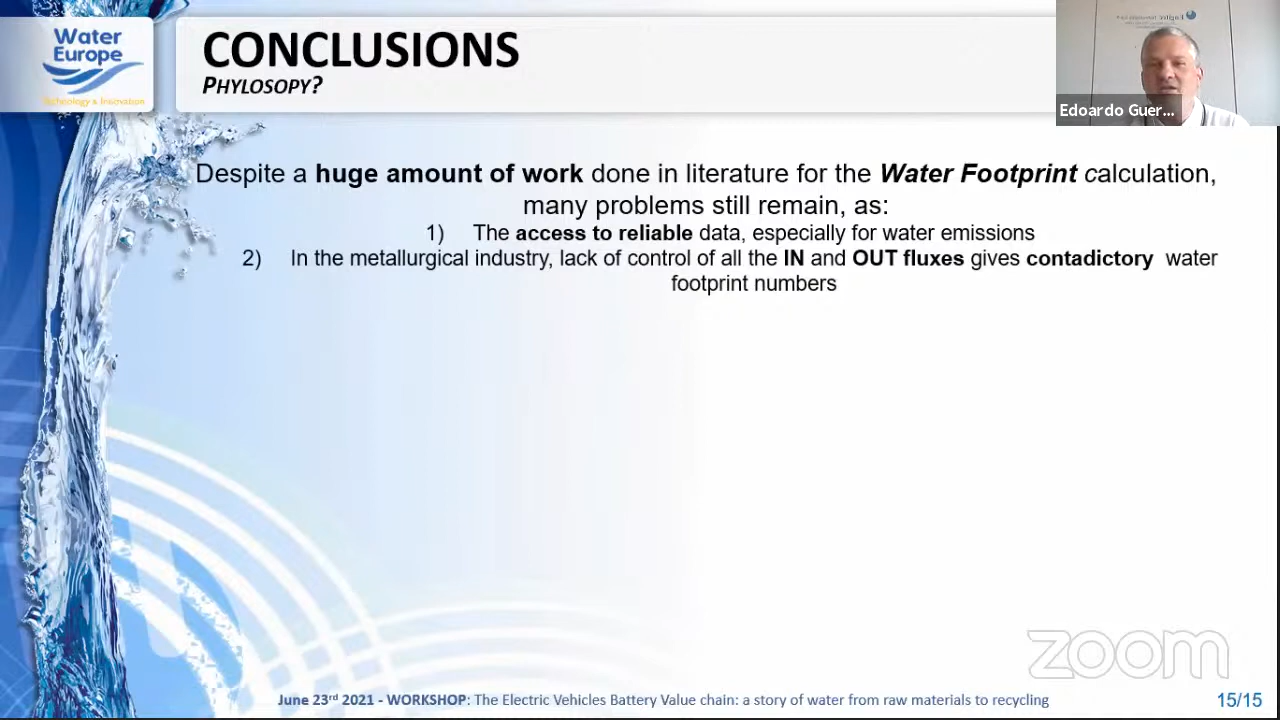 Water
Europe
Technology & Innovation
CONCLUSIONS
PHYLOSOPY?
Edoardo Guer...
Despite a huge amount of work done in literature for the Water Footprint calculation,
many problems still remain, as:
1) The access to reliable data, especially for water emissions
2) In the metallurgical industry, lack of control of all the IN and OUT fluxes gives contadictory water
footprint numbers
zoom
June 23rd 2021 - WORKSHOP: The Electric Vehicles Battery Value chain: a story of water from raw materials to recycling
15/15